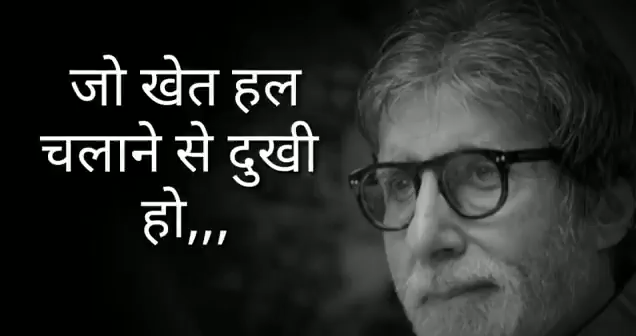 जो खेत हल
चलाने से दुखी
हो,,,